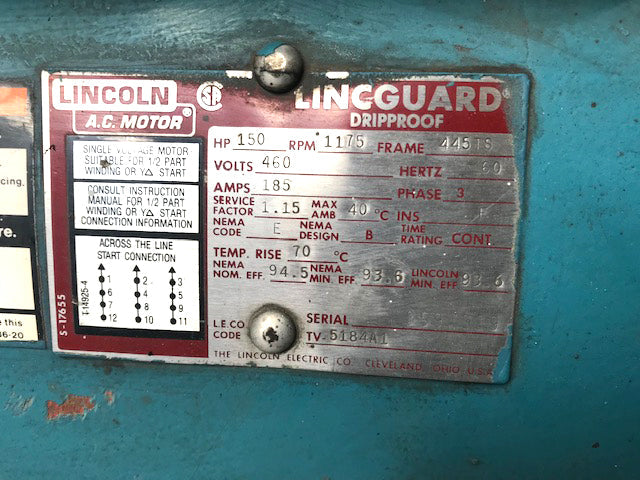 LINCOLN
A.C. MOTOR®
LINCGUARD®
DRIPPROOF
SINGLE VOLTAGE MOTOR
SUITABLE FOR 1/2 PART
WINDING OR Y∆ START
CONSULT INSTRUCTION
MANUAL FOR 1/2 PART
WINDING OR Y∆ START
CONNECTION INFORMATION
ACROSS THE LINE
START CONNECTION
1 2 3
6 4 5
7 8 9
12 10 11
T-14925-4
S-17655
HP 150 RPM 1175 FRAME 445TS
VOLTS 460 HERTZ 60
AMPS 185 PHASE 3
SERVICE FACTOR 1.15 MAX AMB 40 °C INS F
NEMA CODE E NEMA DESIGN B TIME RATING CONT
TEMP. RISE 70 °C
NEMA NOM. EFF. 94.5 NEMA MIN. EFF. 93.6 LINCOLN MIN. EFF. 93.6
SERIAL
I.E.CO CODE TV. 5184A1
THE LINCOLN ELECTRIC CO. CLEVELAND, OHIO U.S.A.
cing.
re.
e this
46-20